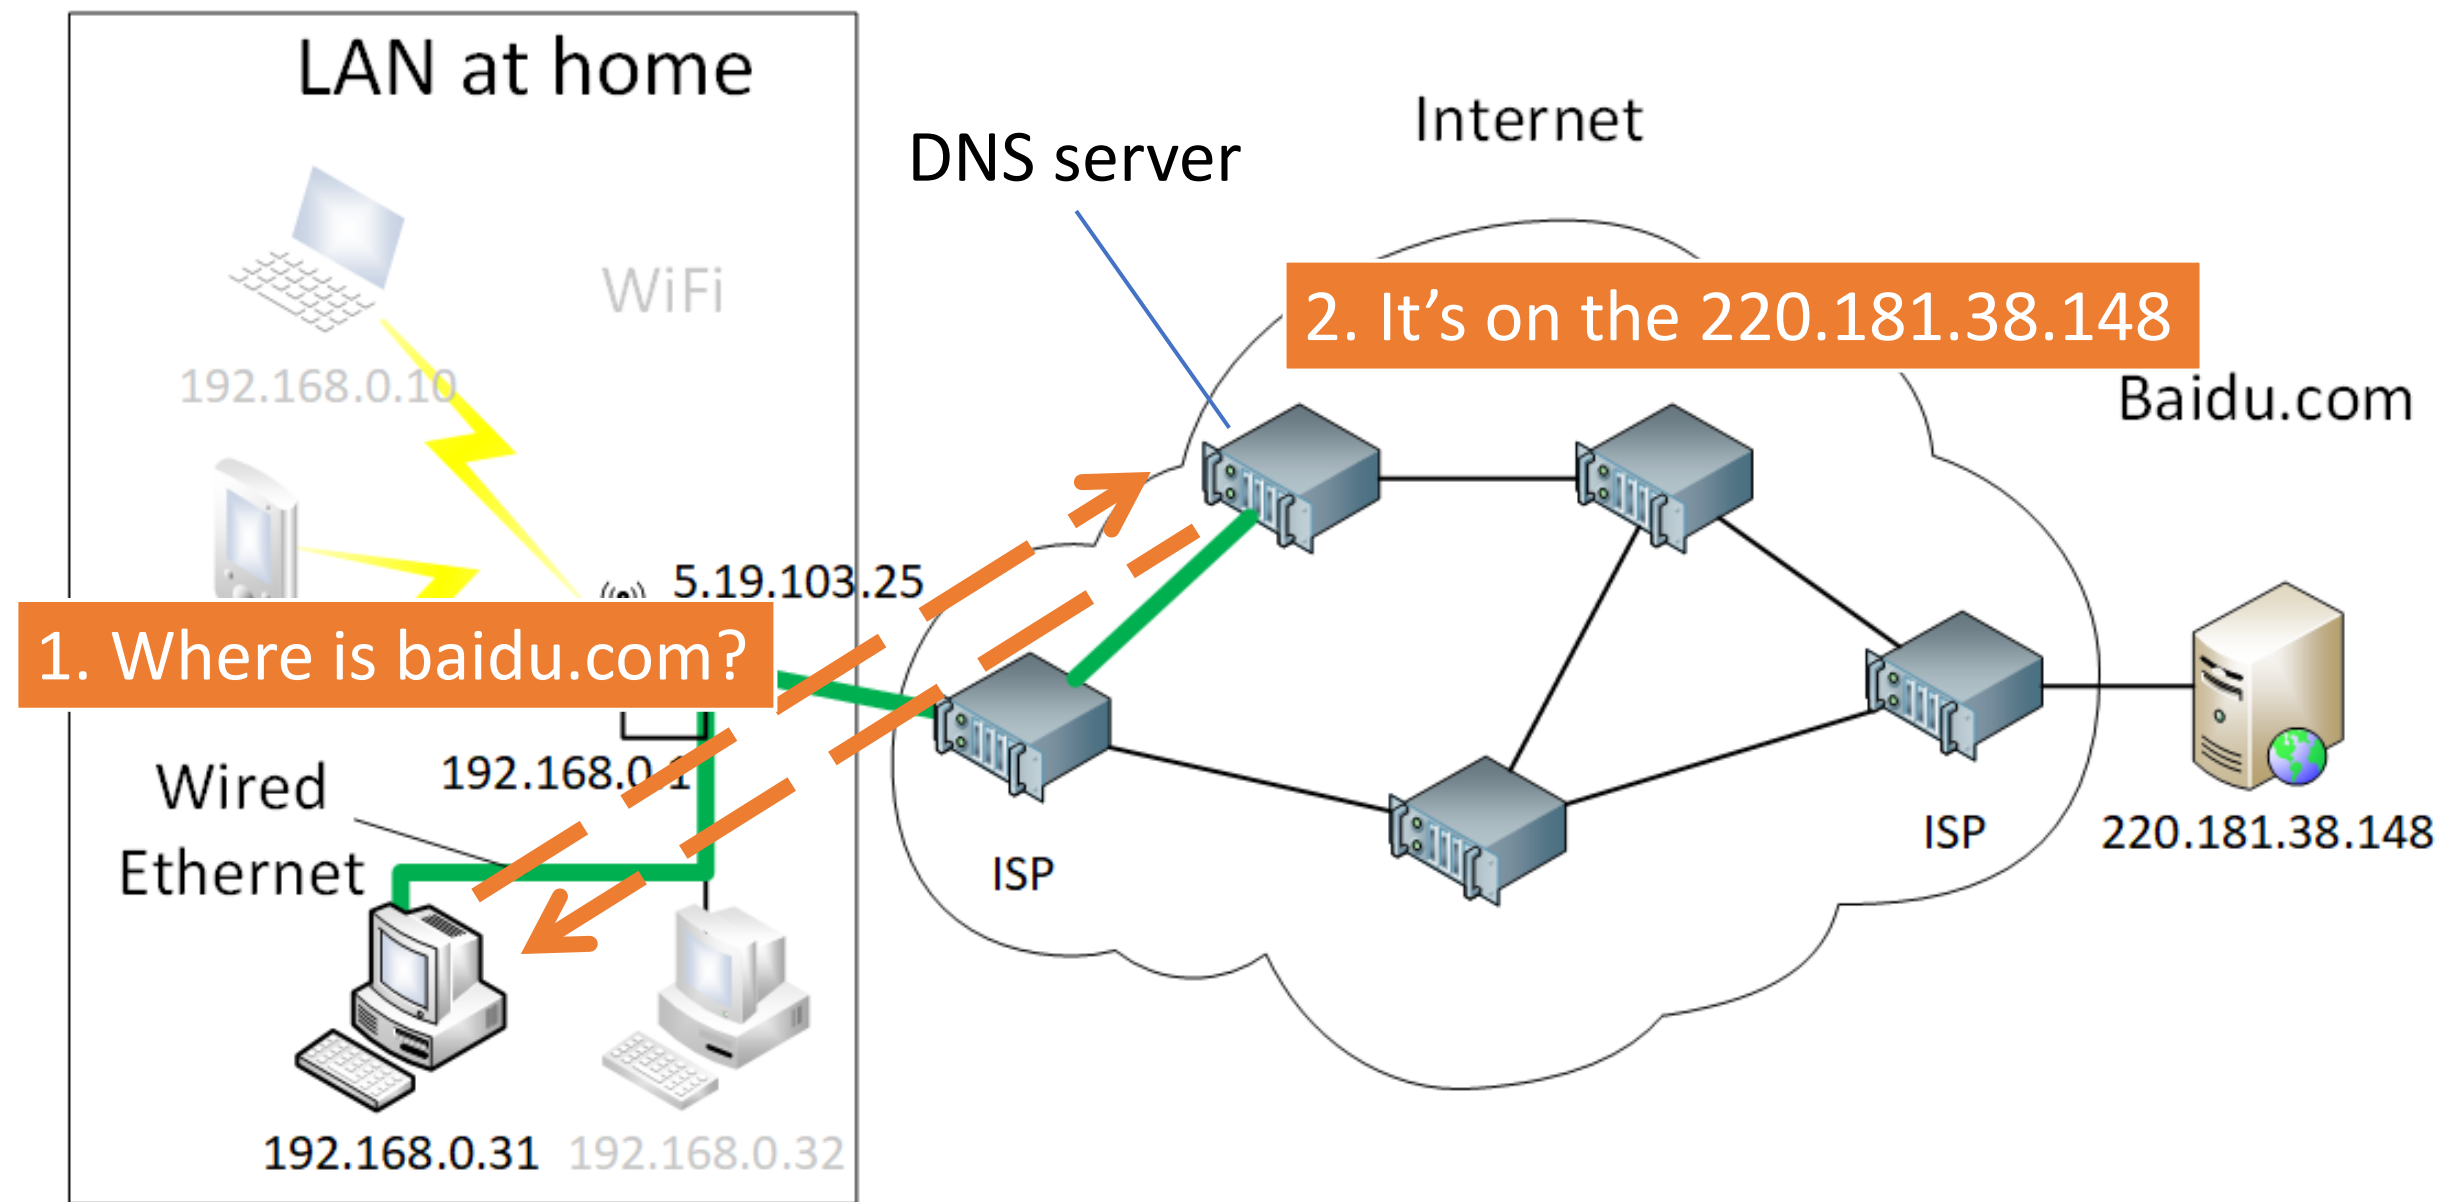 LAN at home
Internet
DNS server
WiFi
2. It’s on the 220.181.38.148
192.168.0.10
Baidu.com
5.19.103.25
1. Where is baidu.com?
192.168.0.1
Wired
Ethernet
ISP
ISP
220.181.38.148
192.168.0.31
192.168.0.32